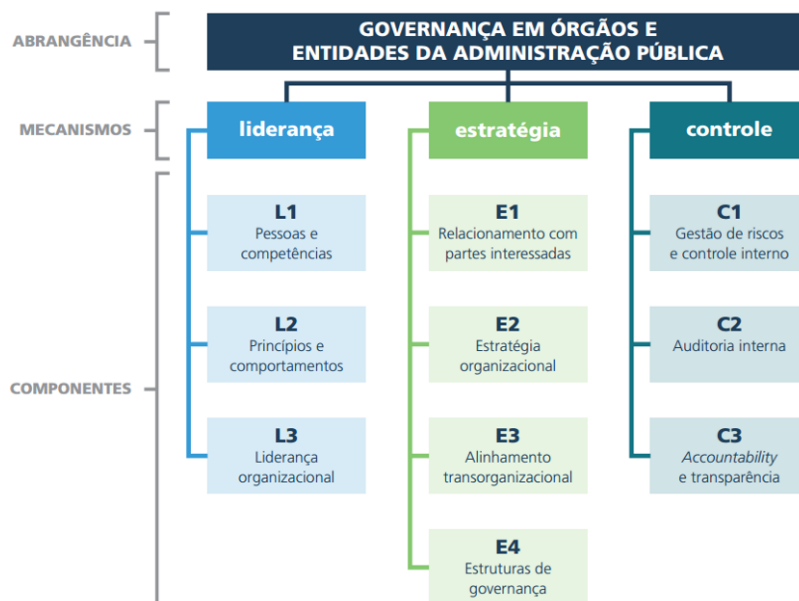 ABRANGÊNCIA
GOVERNANÇA EM ÓRGÃOS E
ENTIDADES DA ADMINISTRAÇÃO PÚBLICA
MECANISMOS
liderança
estratégia
controle
COMPONENTES
L1
Pessoas e
competências
E1
Relacionamento com
partes interessadas
C1
Gestão de riscos
e controle interno
L2
Princípios e
comportamentos
E2
Estratégia
organizacional
C2
Auditoria interna
L3
Liderança
organizacional
E3
Alinhamento
transorganizacional
C3
Accountability
e transparência
E4
Estruturas de
governança